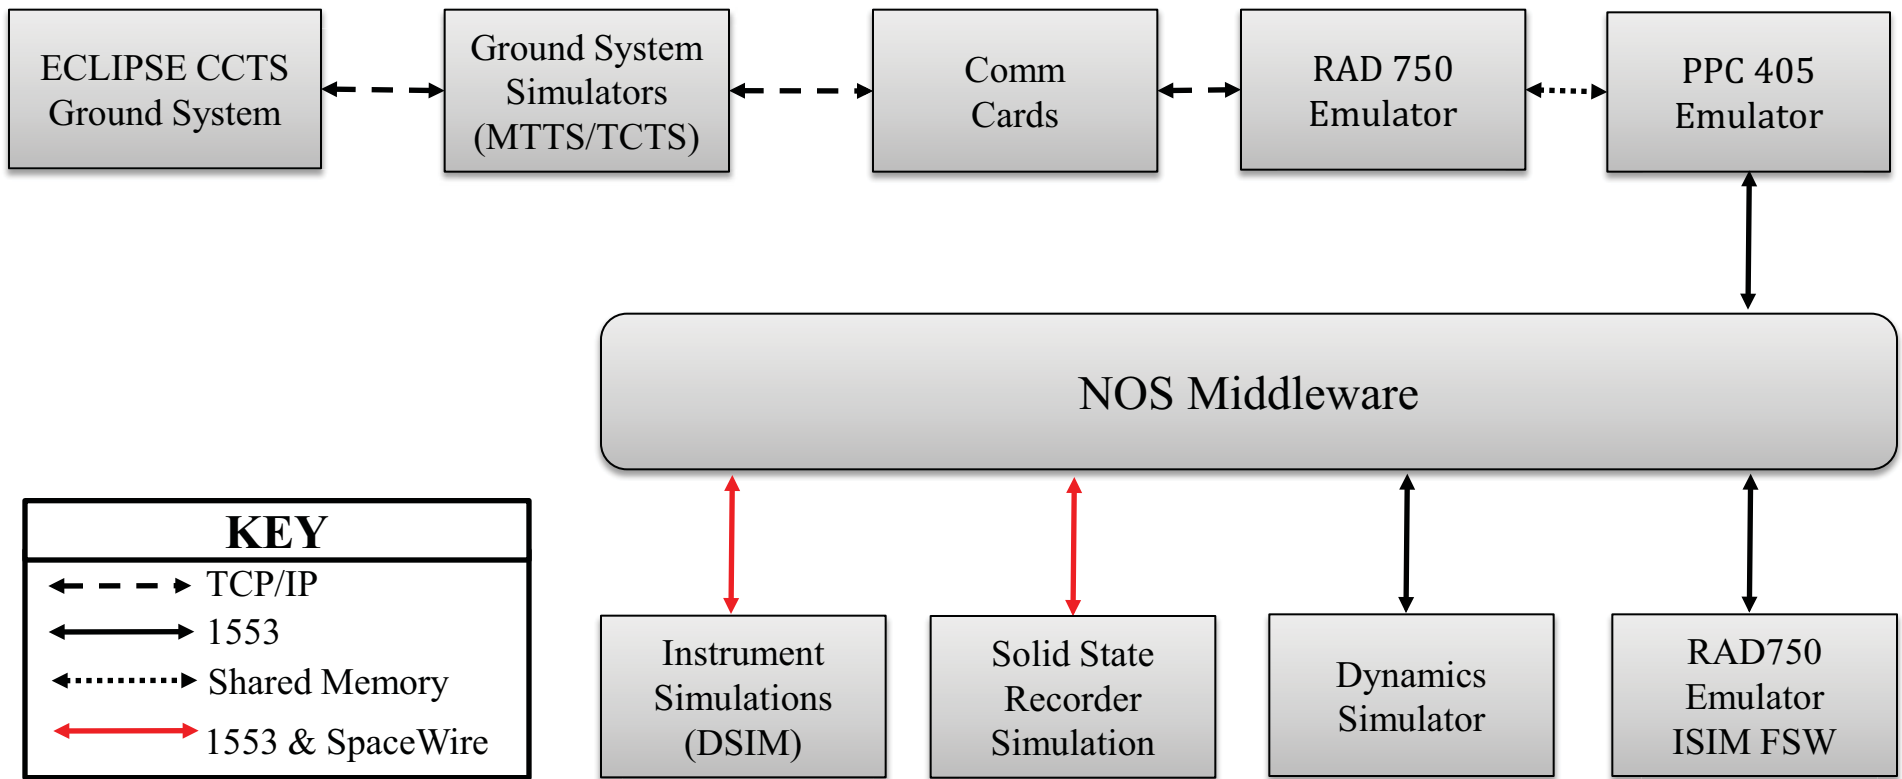 ECLIPSE CCTS
Ground System
Ground System
Simulators
(MTTS/TCTS)
Comm
Cards
RAD 750
Emulator
PPC 405
Emulator
NOS Middleware
KEY
TCP/IP
1553
Shared Memory
1553 & SpaceWire
Instrument
Simulations
(DSIM)
Solid State
Recorder
Simulation
Dynamics
Simulator
RAD750
Emulator
ISIM FSW